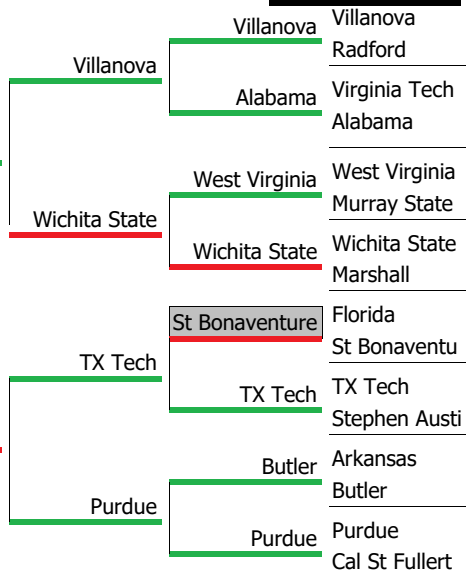 Villanova
Villanova
Radford
Villanova
Alabama
Virginia Tech
Alabama
West Virginia
West Virginia
Murray State
Wichita State
Wichita State
Wichita State
Marshall
St Bonaventure
Florida
St Bonaventu
TX Tech
TX Tech
TX Tech
Stephen Austi
Butler
Arkansas
Butler
Purdue
Purdue
Purdue
Cal St Fullert